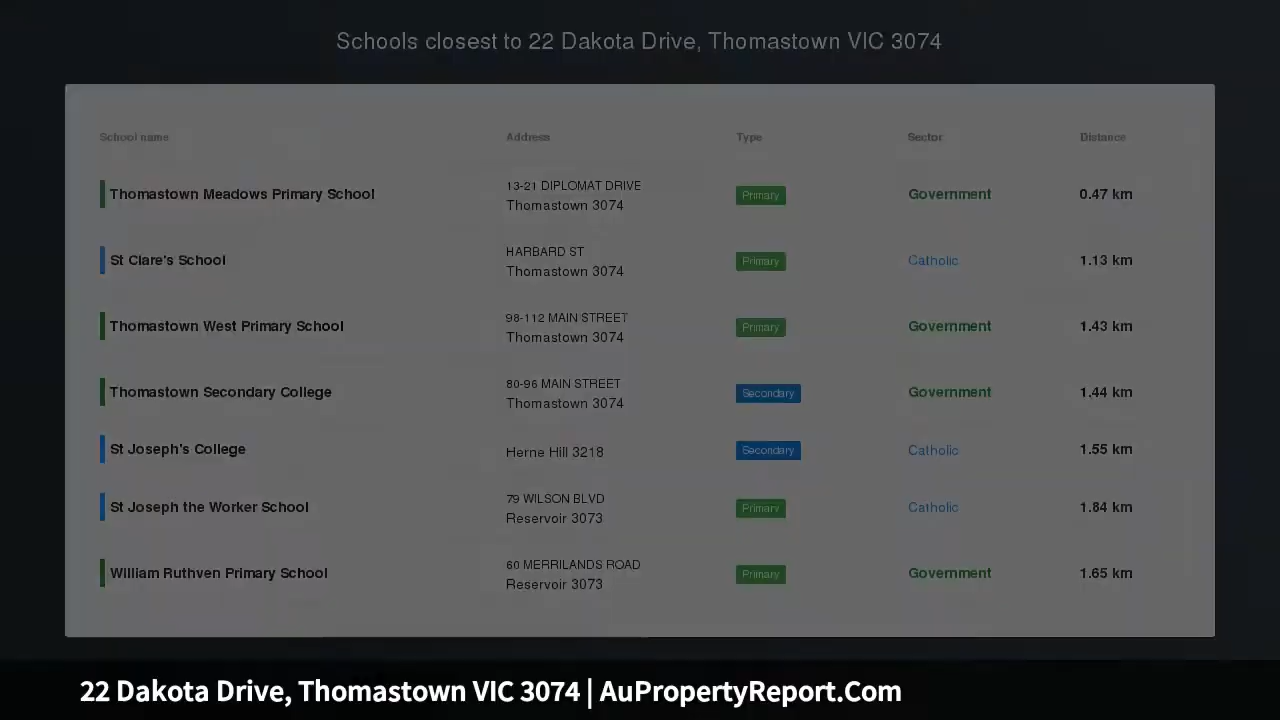 Schools closest to 22 Dakota Drive, Thomastown VIC 3074
School name Address Type Sector Distance
Thomastown Meadows Primary School 13-21 DIPLOMAT DRIVE Thomastown 3074 Primary Government 0.47 km
St Clare's School HARBARD ST Thomastown 3074 Primary Catholic 1.13 km
Thomastown West Primary School 98-112 MAIN STREET Thomastown 3074 Primary Government 1.43 km
Thomastown Secondary College 80-96 MAIN STREET Thomastown 3074 Secondary Government 1.44 km
St Joseph's College Herne Hill 3218 Secondary Catholic 1.55 km
St Joseph the Worker School 79 WILSON BLVD Reservoir 3073 Primary Catholic 1.84 km
William Ruthven Primary School 60 MERRILANDS ROAD Reservoir 3073 Primary Government 1.65 km
22 Dakota Drive, Thomastown VIC 3074 | AuPropertyReport.Com